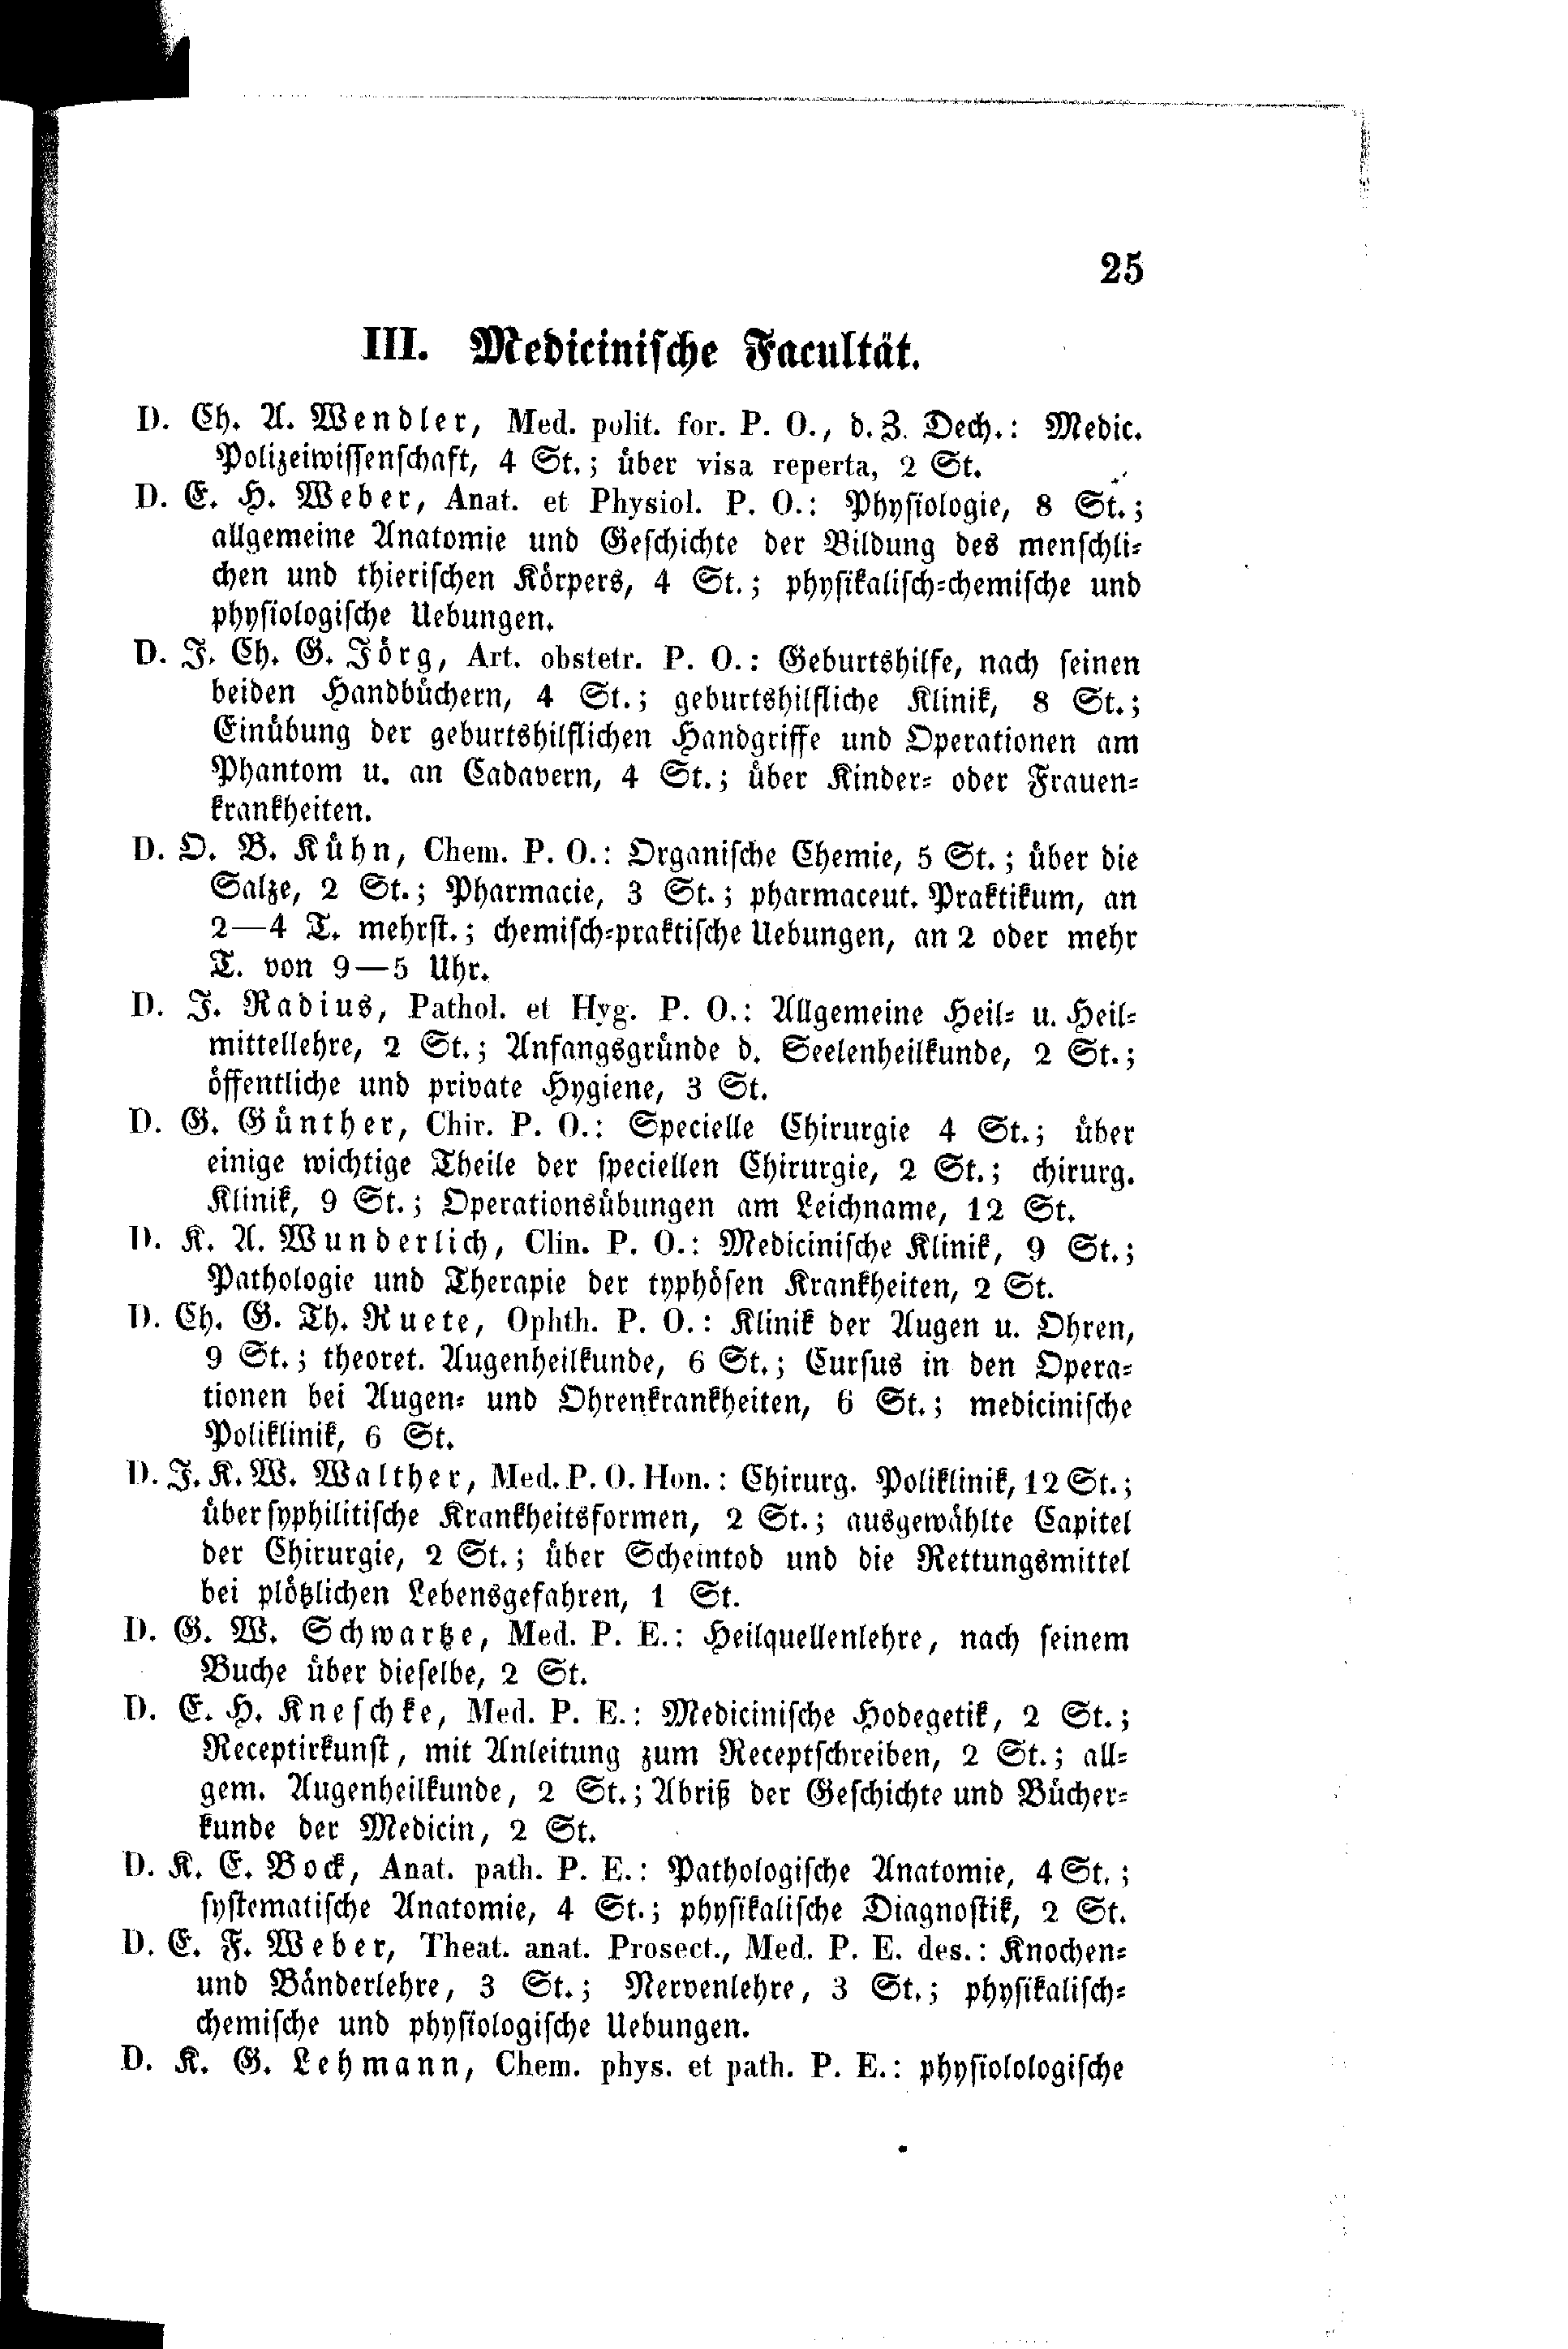 25
III. Medicinische Facultät.
D. Ch. A. Wendler, Med. polit. for. P. O., d. Z. Dech.: Medic.
Polizeiwissenschaft, 4 St.; über visa reperta, 2 St.
D. E. H. Weber, Anat. et Physiol. P. O.: Physiologie, 8 St.;
allgemeine Anatomie und Geschichte der Bildung des menschli-
chen und thierischen Körpers, 4 St.; physikalisch-chemische und
physiologische Uebungen.
D. J. Ch. G. Jörg, Art. obstetr. P. O.: Geburtshilfe, nach seinen
beiden Handbüchern, 4 St.; geburtshilfliche Klinik, 8 St.;
Einübung der geburtshilflichen Handgriffe und Operationen am
Phantom u. an Cadavern, 4 St.; über Kinder- oder Frauen-
krankheiten.
D. O. B. Kühn, Chem. P. O.: Organische Chemie, 5 St.; über die
Salze, 2 St.; Pharmacie, 3 St.; pharmaceut. Praktikum, an
2—4 T. mehrst.; chemisch-praktische Uebungen, an 2 oder mehr
T. von 9—5 Uhr.
D. J. Radius, Pathol. et Hyg. P. O.: Allgemeine Heil- u. Heil-
mittellehre, 2 St.; Anfangsgründe d. Seelenheilkunde, 2 St.;
öffentliche und private Hygiene, 3 St.
D. G. Günther, Chir. P. O.: Specielle Chirurgie 4 St.; über
einige wichtige Theile der speciellen Chirurgie, 2 St.; chirurg.
Klinik, 9 St.; Operationsübungen am Leichname, 12 St.
D. K. A. Wunderlich, Clin. P. O.: Medicinische Klinik, 9 St.;
Pathologie und Therapie der typhösen Krankheiten, 2 St.
D. Ch. G. Th. Ruete, Ophth. P. O.: Klinik der Augen u. Ohren,
9 St.; theoret. Augenheilkunde, 6 St.; Cursus in den Opera-
tionen bei Augen- und Ohrenkrankheiten, 6 St.; medicinische
Poliklinik, 6 St.
D. J. K. W. Walther, Med. P. O. Hon.: Chirurg. Poliklinik, 12 St.;
über syphilitische Krankheitsformen, 2 St.; ausgewählte Capitel
der Chirurgie, 2 St.; über Scheintod und die Rettungsmittel
bei plötzlichen Lebensgefahren, 1 St.
D. G. W. Schwartze, Med. P. E.: Heilquellenlehre, nach seinem
Buche über dieselbe, 2 St.
D. E. H. Kneschke, Med. P. E.: Medicinische Hodegetik, 2 St.;
Receptirkunst, mit Anleitung zum Receptschreiben, 2 St.; all-
gem. Augenheilkunde, 2 St.; Abriß der Geschichte und Bücher-
kunde der Medicin, 2 St.
D. K. E. Bock, Anat. path. P. E.: Pathologische Anatomie, 4 St.;
systematische Anatomie, 4 St.; physikalische Diagnostik, 2 St.
D. E. F. Weber, Theat. anat. Prosect., Med. P. E. des.: Knochen-
und Bänderlehre, 3 St.; Nervenlehre, 3 St.; physikalisch-
chemische und physiologische Uebungen.
D. K. G. Lehmann, Chem. phys. et path. P. E.: physiolologische